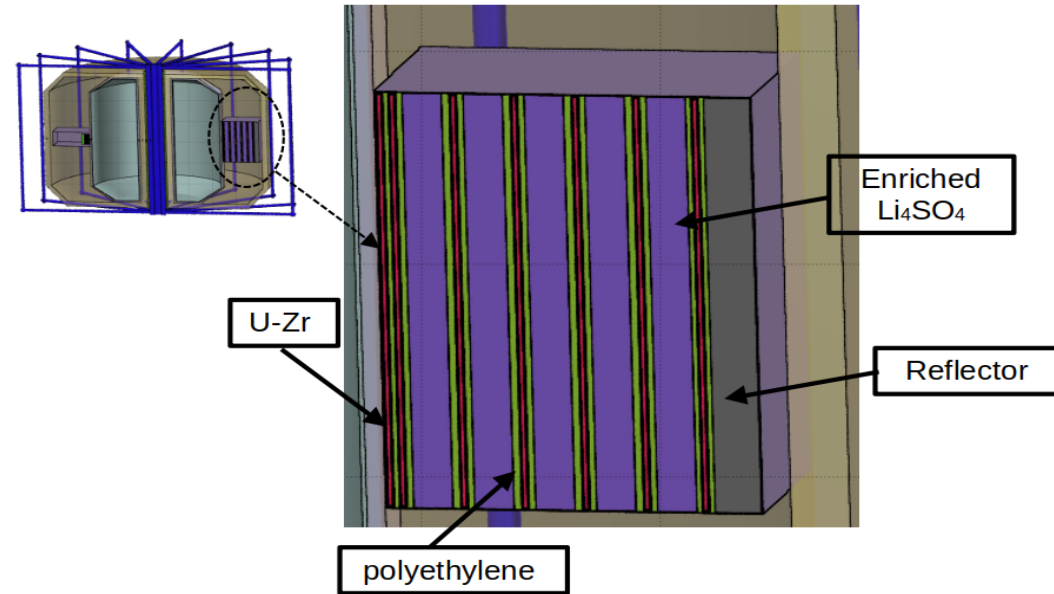 Enriched
Li₄SO₄
U-Zr
Reflector
polyethylene